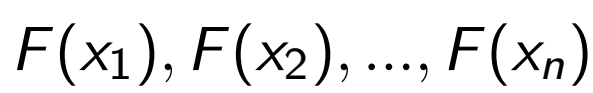 F(x₁), F(x₂), ..., F(xₙ)